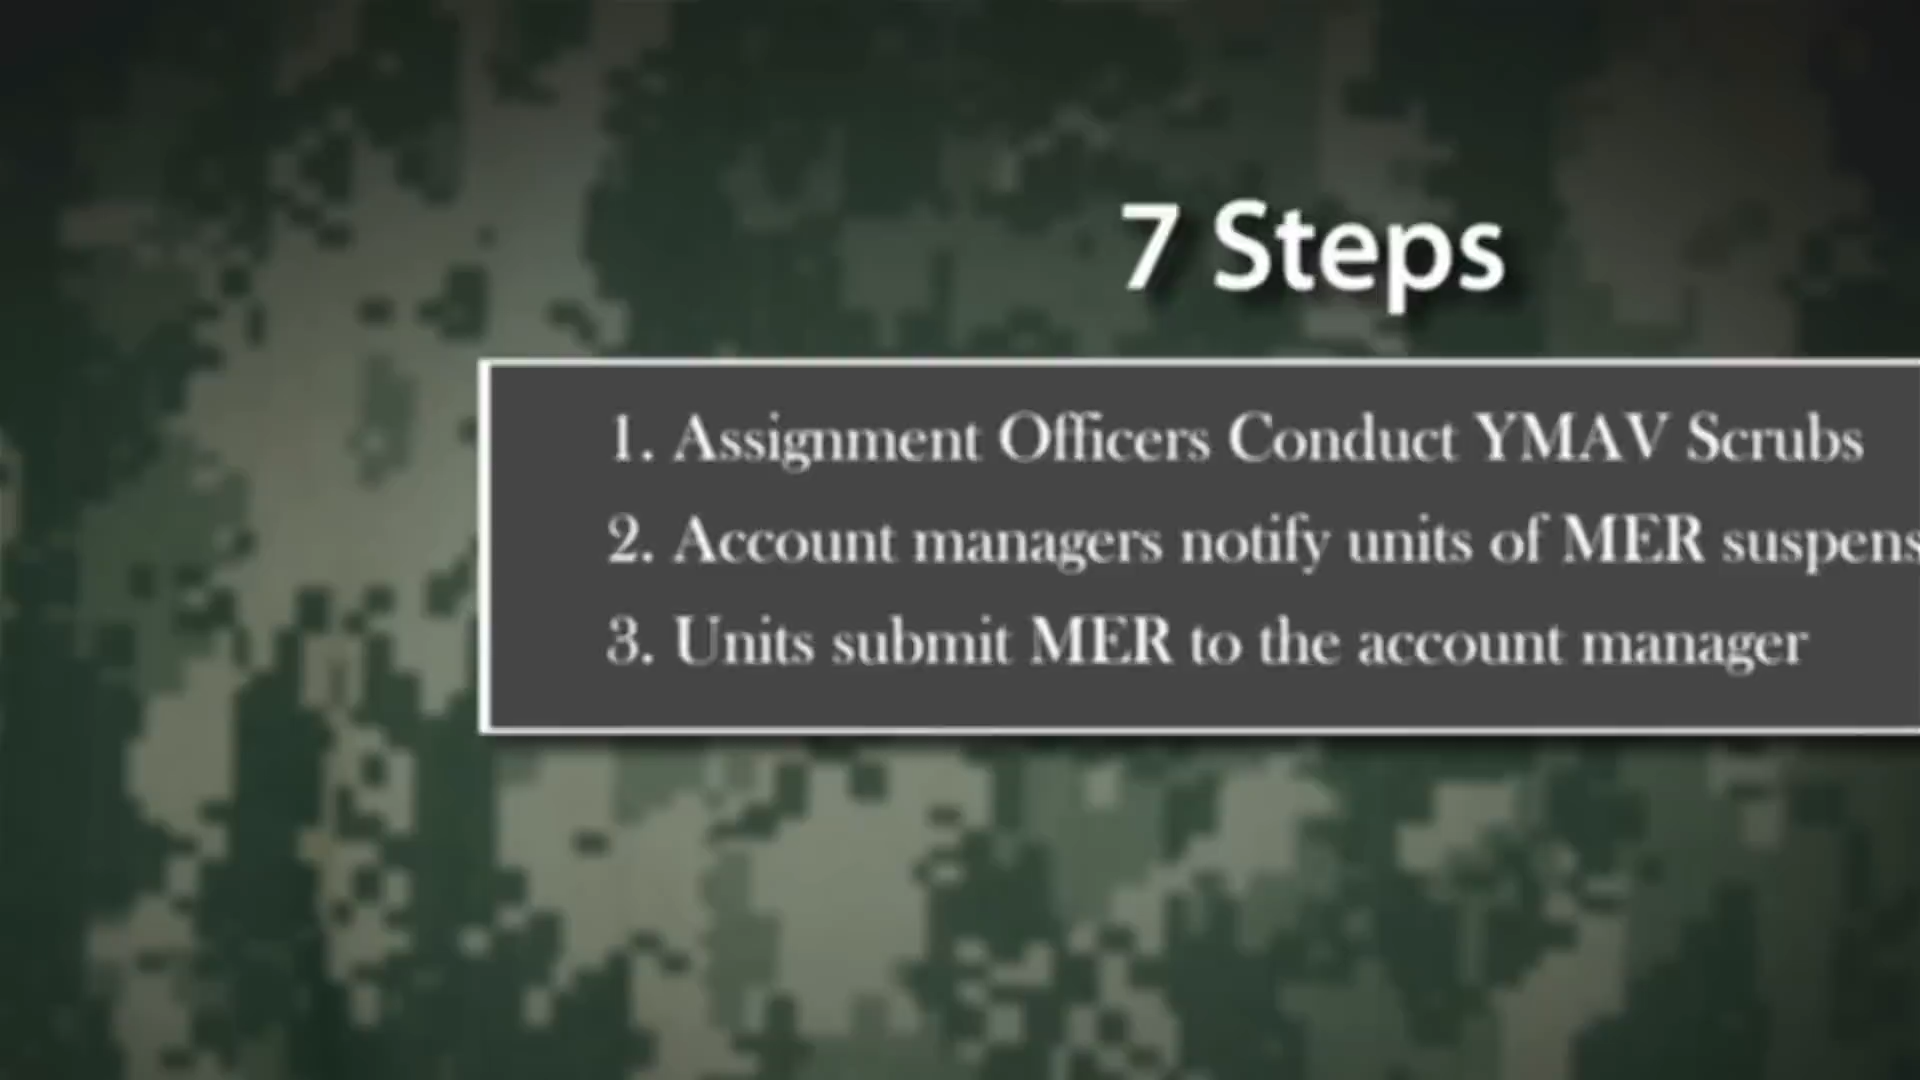 7 Steps
1. Assignment Officers Conduct YMAV Scrubs
2. Account managers notify units of MER suspens
3. Units submit MER to the account manager